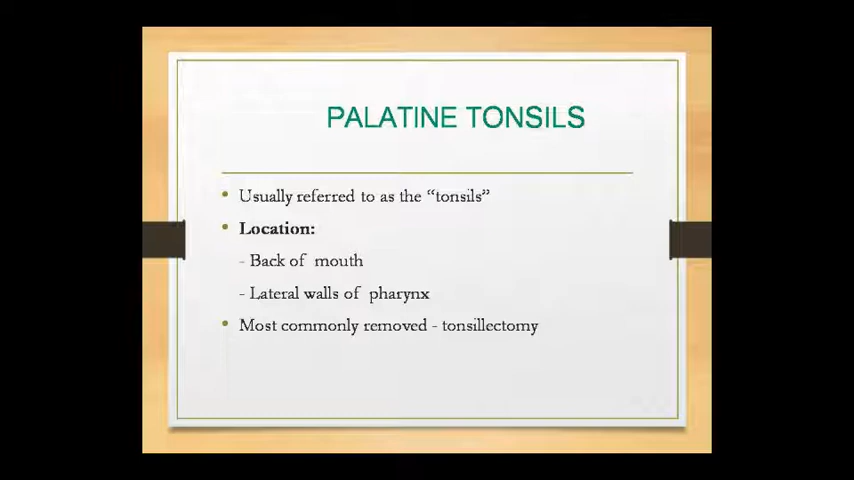 PALATINE TONSILS
• Usually referred to as the “tonsils”
• Location:
- Back of mouth
- Lateral walls of pharynx
• Most commonly removed - tonsillectomy